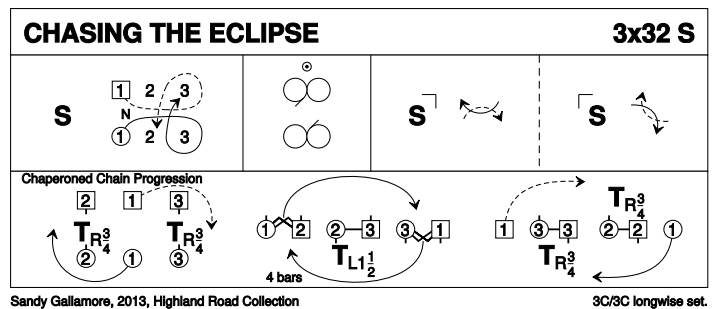 CHASING THE ECLIPSE 3x32 S
S 1 2 3
N
1 2 3
S S
Chaperoned Chain Progression
2 1 3
T R 3/4 T R 3/4
2 1 3
1 2 2 3 3 1
T L 1 1/2
4 bars
T R 3/4
1 3 3 2 2 1
T R 3/4
Sandy Gallamore, 2013, Highland Road Collection 3C/3C longwise set.